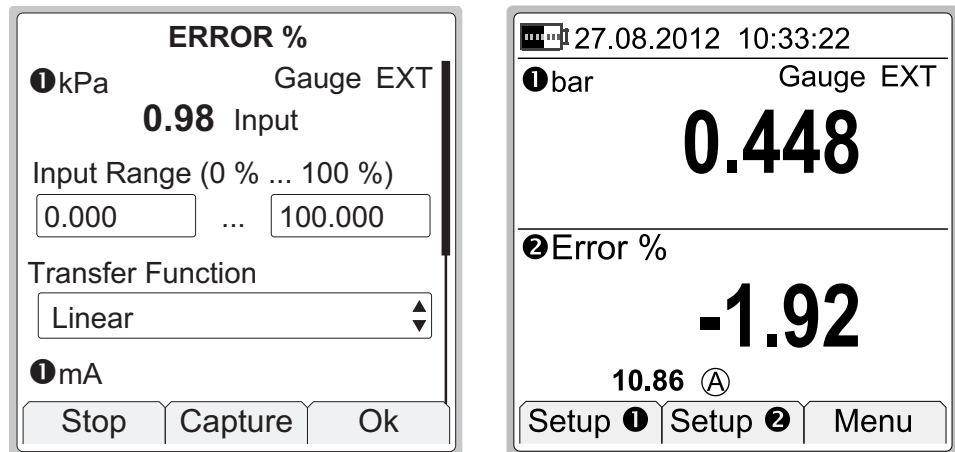 ERROR %
❶kPa Gauge EXT
0.98 Input
Input Range (0 % ... 100 %)
0.000 ... 100.000
Transfer Function
Linear
❶mA
Stop Capture Ok
27.08.2012 10:33:22
❶bar Gauge EXT
0.448
❷Error %
-1.92
10.86 Ⓐ
Setup ❶ Setup ❷ Menu